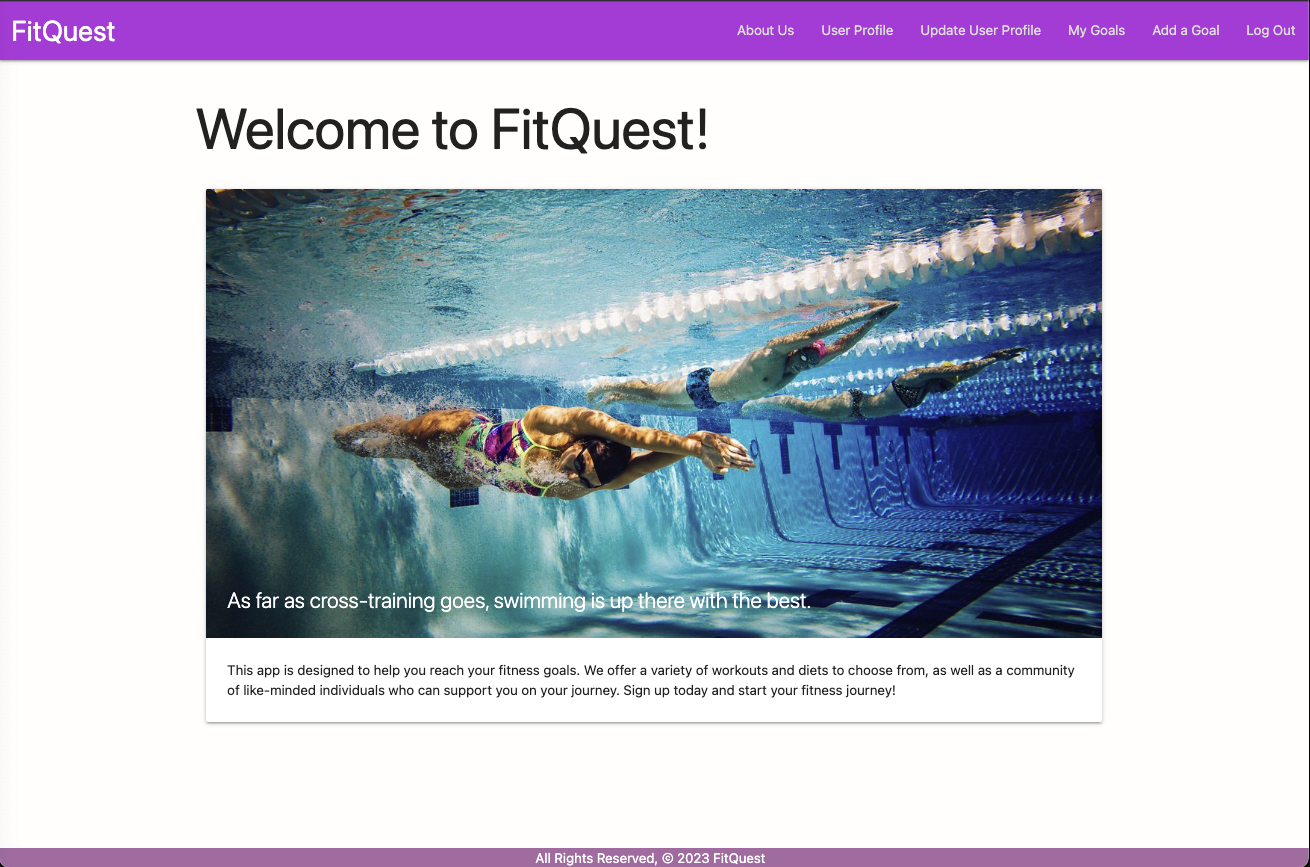 FitQuest
About Us User Profile Update User Profile My Goals Add a Goal Log Out
Welcome to FitQuest!
As far as cross-training goes, swimming is up there with the best.
This app is designed to help you reach your fitness goals. We offer a variety of workouts and diets to choose from, as well as a community
of like-minded individuals who can support you on your journey. Sign up today and start your fitness journey!
All Rights Reserved, © 2023 FitQuest